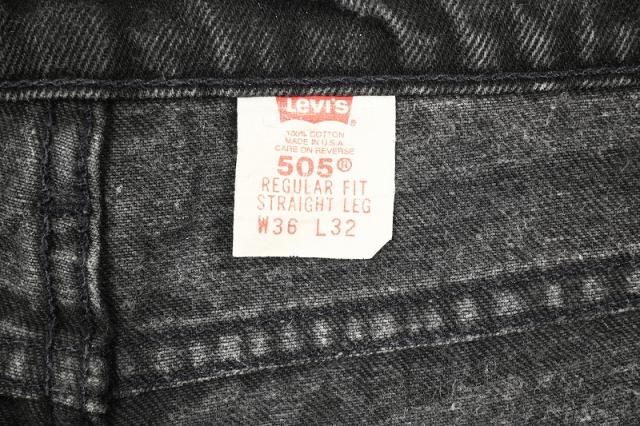 Levi's
®
100% COTTON
MADE IN U.S.A.
CARE ON REVERSE
505®
REGULAR FIT
STRAIGHT LEG
W36 L32